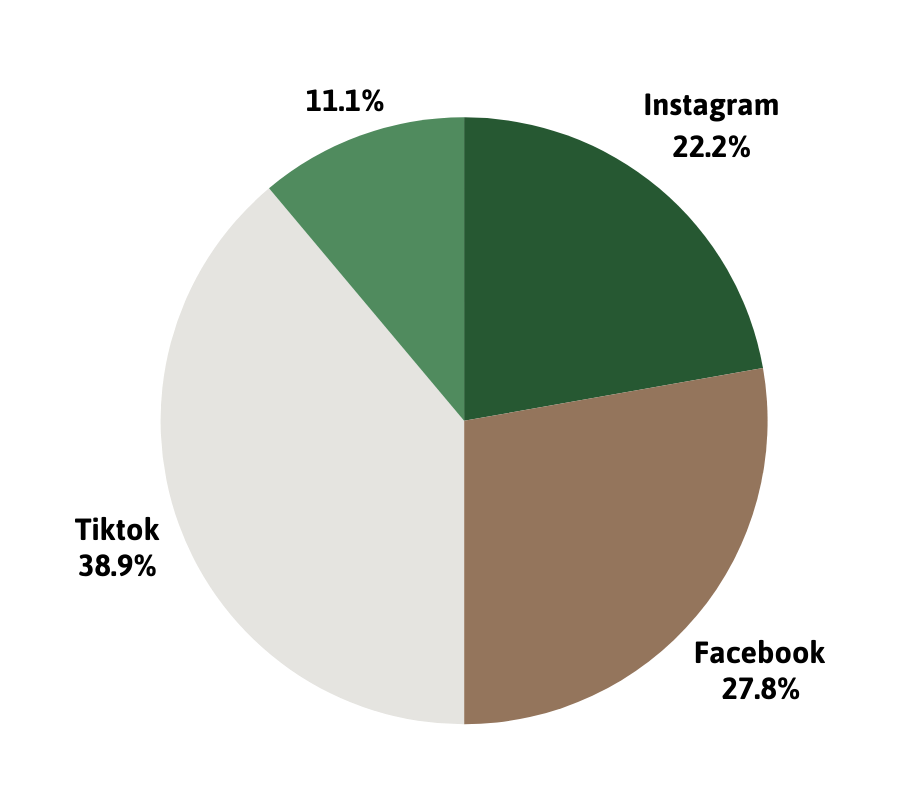 11.1%
Instagram
22.2%
Tiktok
38.9%
Facebook
27.8%